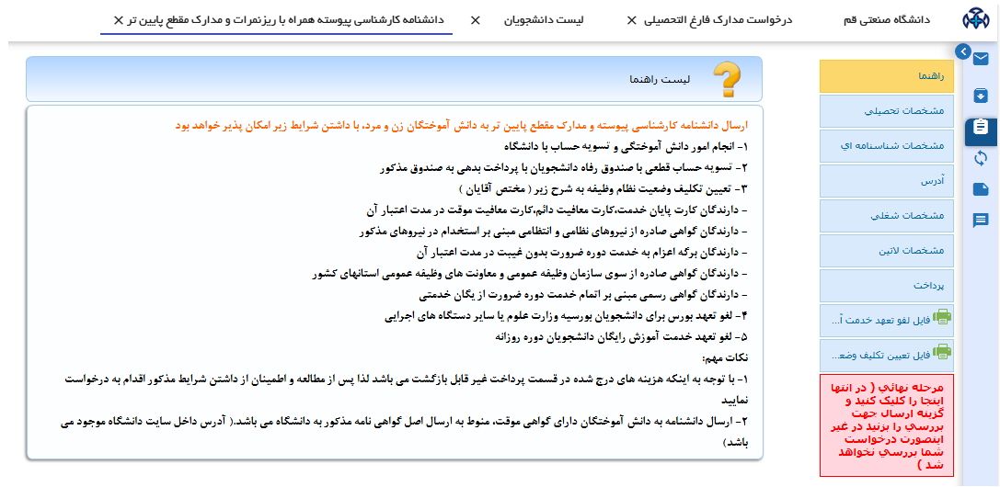 دانشگاه صنعتی قم
درخواست مدارک فارغ التحصیلی ×
لیست دانشجویان ×
دانشنامه کارشناسی پیوسته همراه با ریزنمرات و مدارک مقطع پایین تر ×
راهنما
مشخصات تحصیلي
مشخصات شناسنامه اي
آدرس
مشخصات شغلي
مشخصات لاتین
پرداخت
فایل لغو تعهد خدمت آ...
فایل تعیین تکلیف وضع...
مرحله نهائي ( در انتها
اینجا را کلیک کنید و
گزینه ارسال جهت
بررسي را بزنید در غیر
اینصورت درخواست
شما بررسي نخواهد
شد )
لیست راهنما
ارسال دانشنامه کارشناسی پیوسته و مدارک مقطع پایین تر به دانش آموختگان زن و مرد، با داشتن شرایط زیر امکان پذیر خواهد بود
۱- انجام امور دانش آموختگی و تسویه حساب با دانشگاه
۲- تسویه حساب قطعی با صندوق رفاه دانشجویان با پرداخت بدهی به صندوق مذکور
۳- تعیین تکلیف وضعیت نظام وظیفه به شرح زیر ( مختص آقایان )
- دارندگان کارت پایان خدمت،کارت معافیت دائم،کارت معافیت موقت در مدت اعتبار آن
- دارندگان گواهی صادره از نیروهای نظامی و انتظامی مبنی بر استخدام در نیروهای مذکور
- دارندگان برگه اعزام به خدمت دوره ضرورت بدون غیبت در مدت اعتبار آن
- دارندگان گواهی صادره از سوی سازمان وظیفه عمومی و معاونت های وظیفه عمومی استانهای کشور
- دارندگان گواهی رسمی مبنی بر اتمام خدمت دوره ضرورت از یگان خدمتی
۴- لغو تعهد بورس برای دانشجویان بورسیه وزارت علوم یا سایر دستگاه های اجرایی
۵- لغو تعهد خدمت آموزش رایگان دانشجویان دوره روزانه
نکات مهم:
۱- با توجه به اینکه هزینه های درج شده در قسمت پرداخت غیر قابل بازگشت می باشد لذا پس از مطالعه و اطمینان از داشتن شرایط مذکور اقدام به درخواست
نمایید
۲- ارسال دانشنامه به دانش آموختگان دارای گواهی موقت، منوط به ارسال اصل گواهی نامه مذکور به دانشگاه می باشد.( آدرس داخل سایت دانشگاه موجود می
باشد)